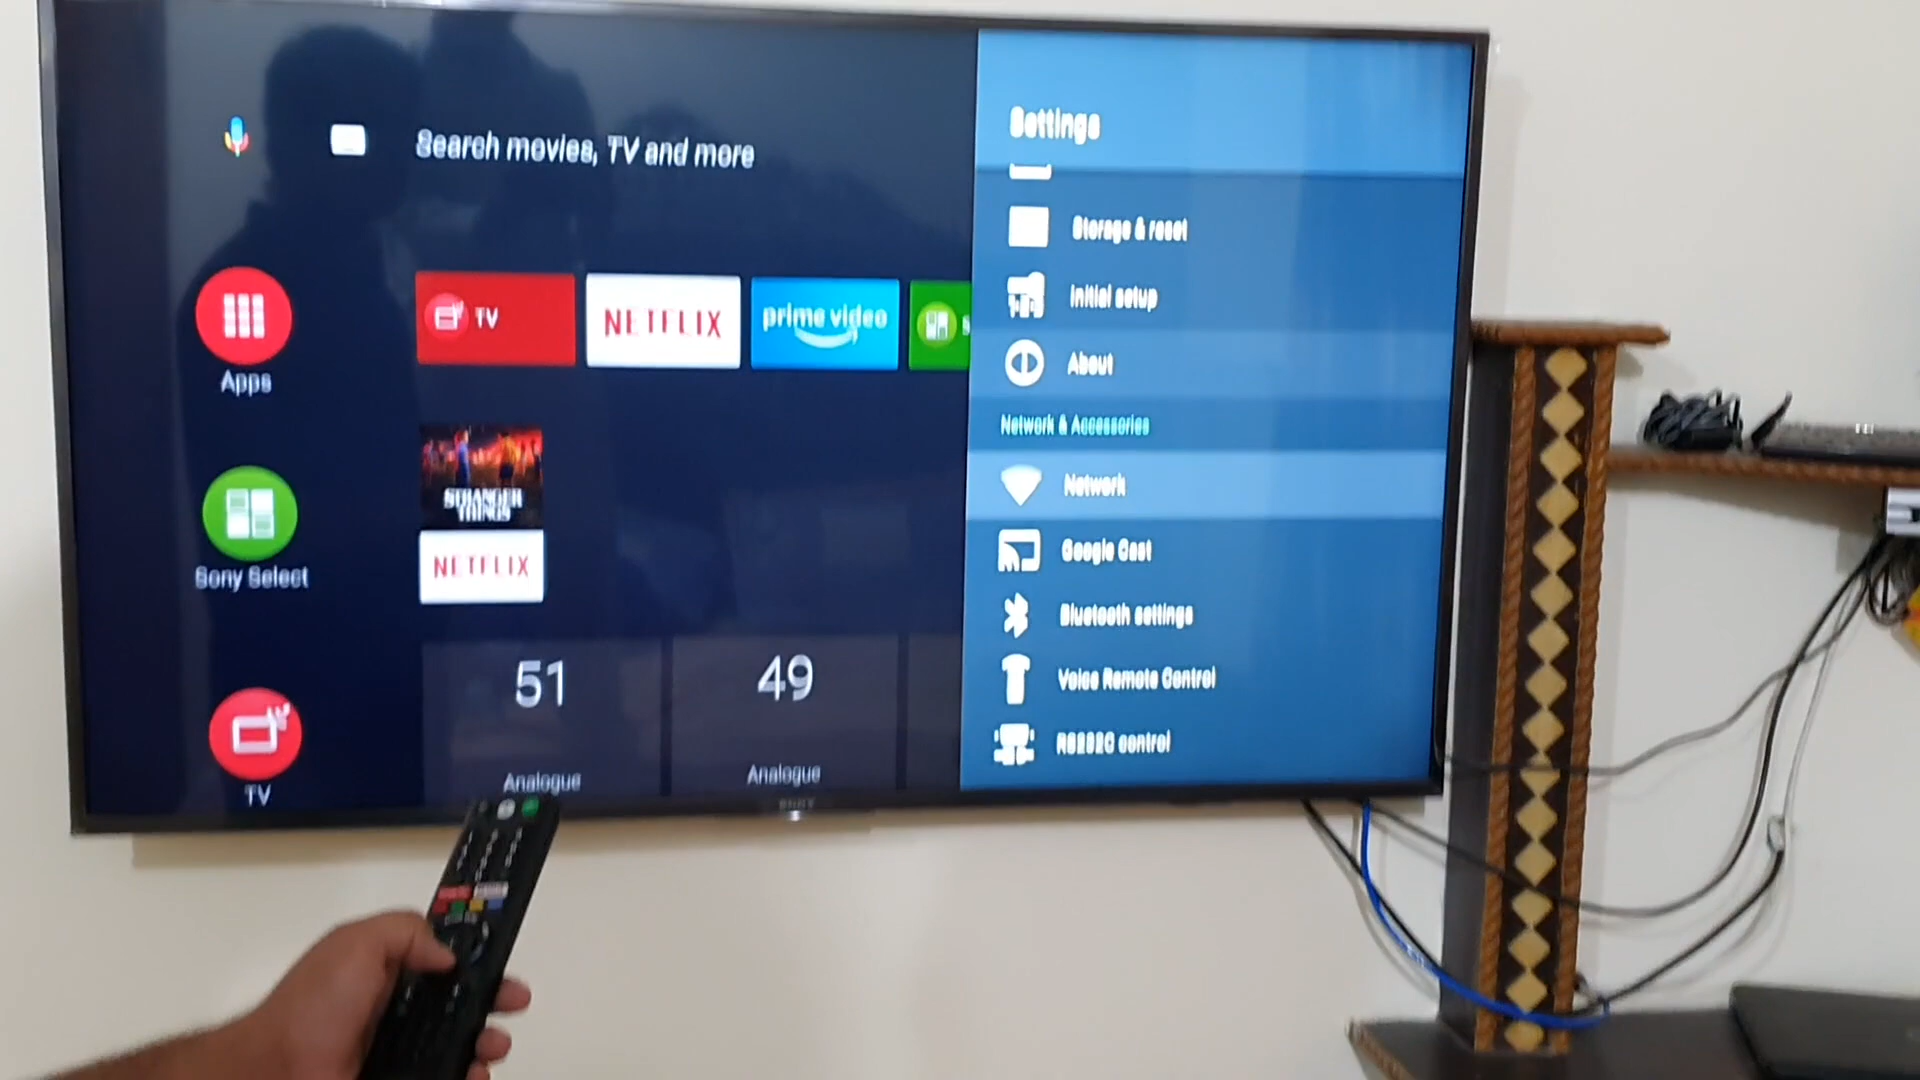 Search movies, TV and more
Apps
TV
NETFLIX
prime video
STRANGER
THINGS
NETFLIX
Sony Select
51
Analogue
49
Analogue
TV
SONY
Settings
Storage & reset
Initial setup
About
Network & Accessories
Network
Google Cast
Bluetooth settings
Voice Remote Control
RS232C control